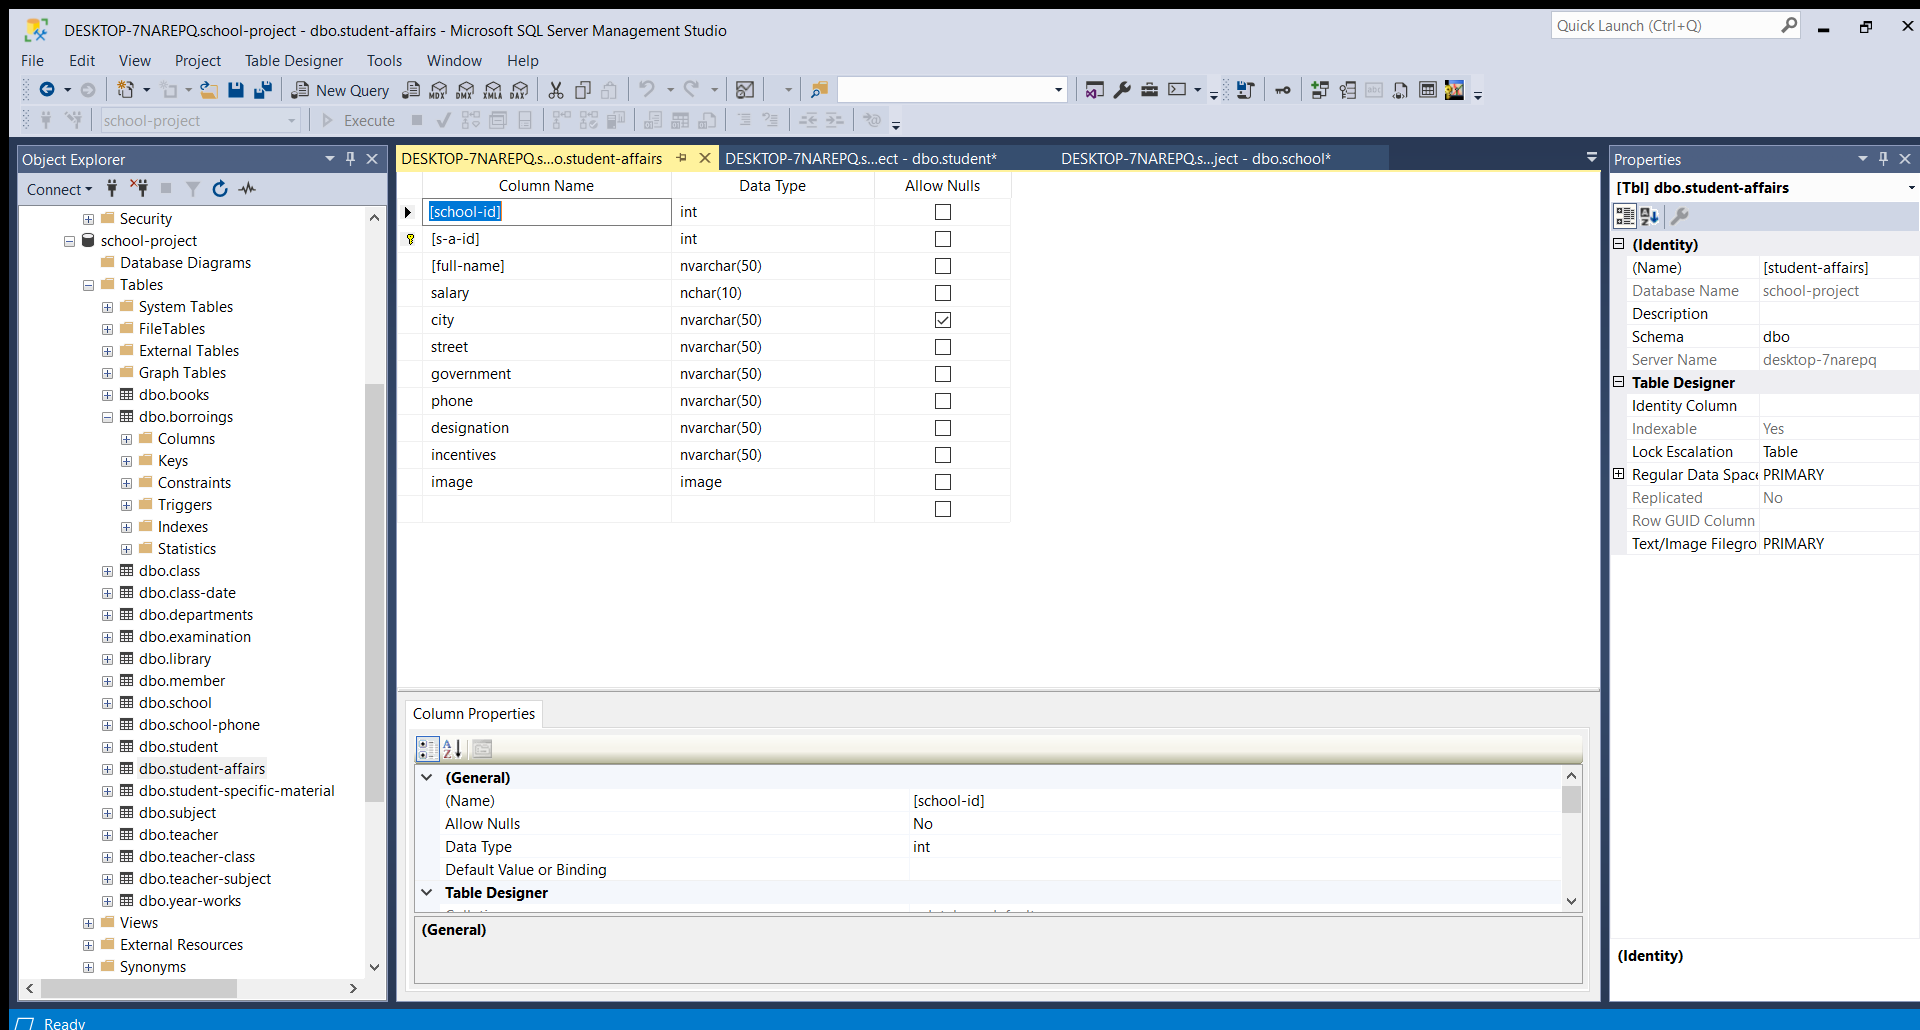 DESKTOP-7NAREPQ.school-project - dbo.student-affairs - Microsoft SQL Server Management Studio
Quick Launch (Ctrl+Q)
File Edit View Project Table Designer Tools Window Help
New Query
MDX DMX XMLA DAX
school-project
Execute
Object Explorer
Connect
Security
school-project
Database Diagrams
Tables
System Tables
FileTables
External Tables
Graph Tables
dbo.books
dbo.borroings
Columns
Keys
Constraints
Triggers
Indexes
Statistics
dbo.class
dbo.class-date
dbo.departments
dbo.examination
dbo.library
dbo.member
dbo.school
dbo.school-phone
dbo.student
dbo.student-affairs
dbo.student-specific-material
dbo.subject
dbo.teacher
dbo.teacher-class
dbo.teacher-subject
dbo.year-works
Views
External Resources
Synonyms
DESKTOP-7NAREPQ.s...o.student-affairs
DESKTOP-7NAREPQ.s...ect - dbo.student*
DESKTOP-7NAREPQ.s...ject - dbo.school*
Column Name Data Type Allow Nulls
[school-id] int
[s-a-id] int
[full-name] nvarchar(50)
salary nchar(10)
city nvarchar(50)
street nvarchar(50)
government nvarchar(50)
phone nvarchar(50)
designation nvarchar(50)
incentives nvarchar(50)
image image
Column Properties
(General)
(Name) [school-id]
Allow Nulls No
Data Type int
Default Value or Binding
Table Designer
(General)
Properties
[Tbl] dbo.student-affairs
(Identity)
(Name) [student-affairs]
Database Name school-project
Description
Schema dbo
Server Name desktop-7narepq
Table Designer
Identity Column
Indexable Yes
Lock Escalation Table
Regular Data Space PRIMARY
Replicated No
Row GUID Column
Text/Image Filegro PRIMARY
(Identity)
Ready